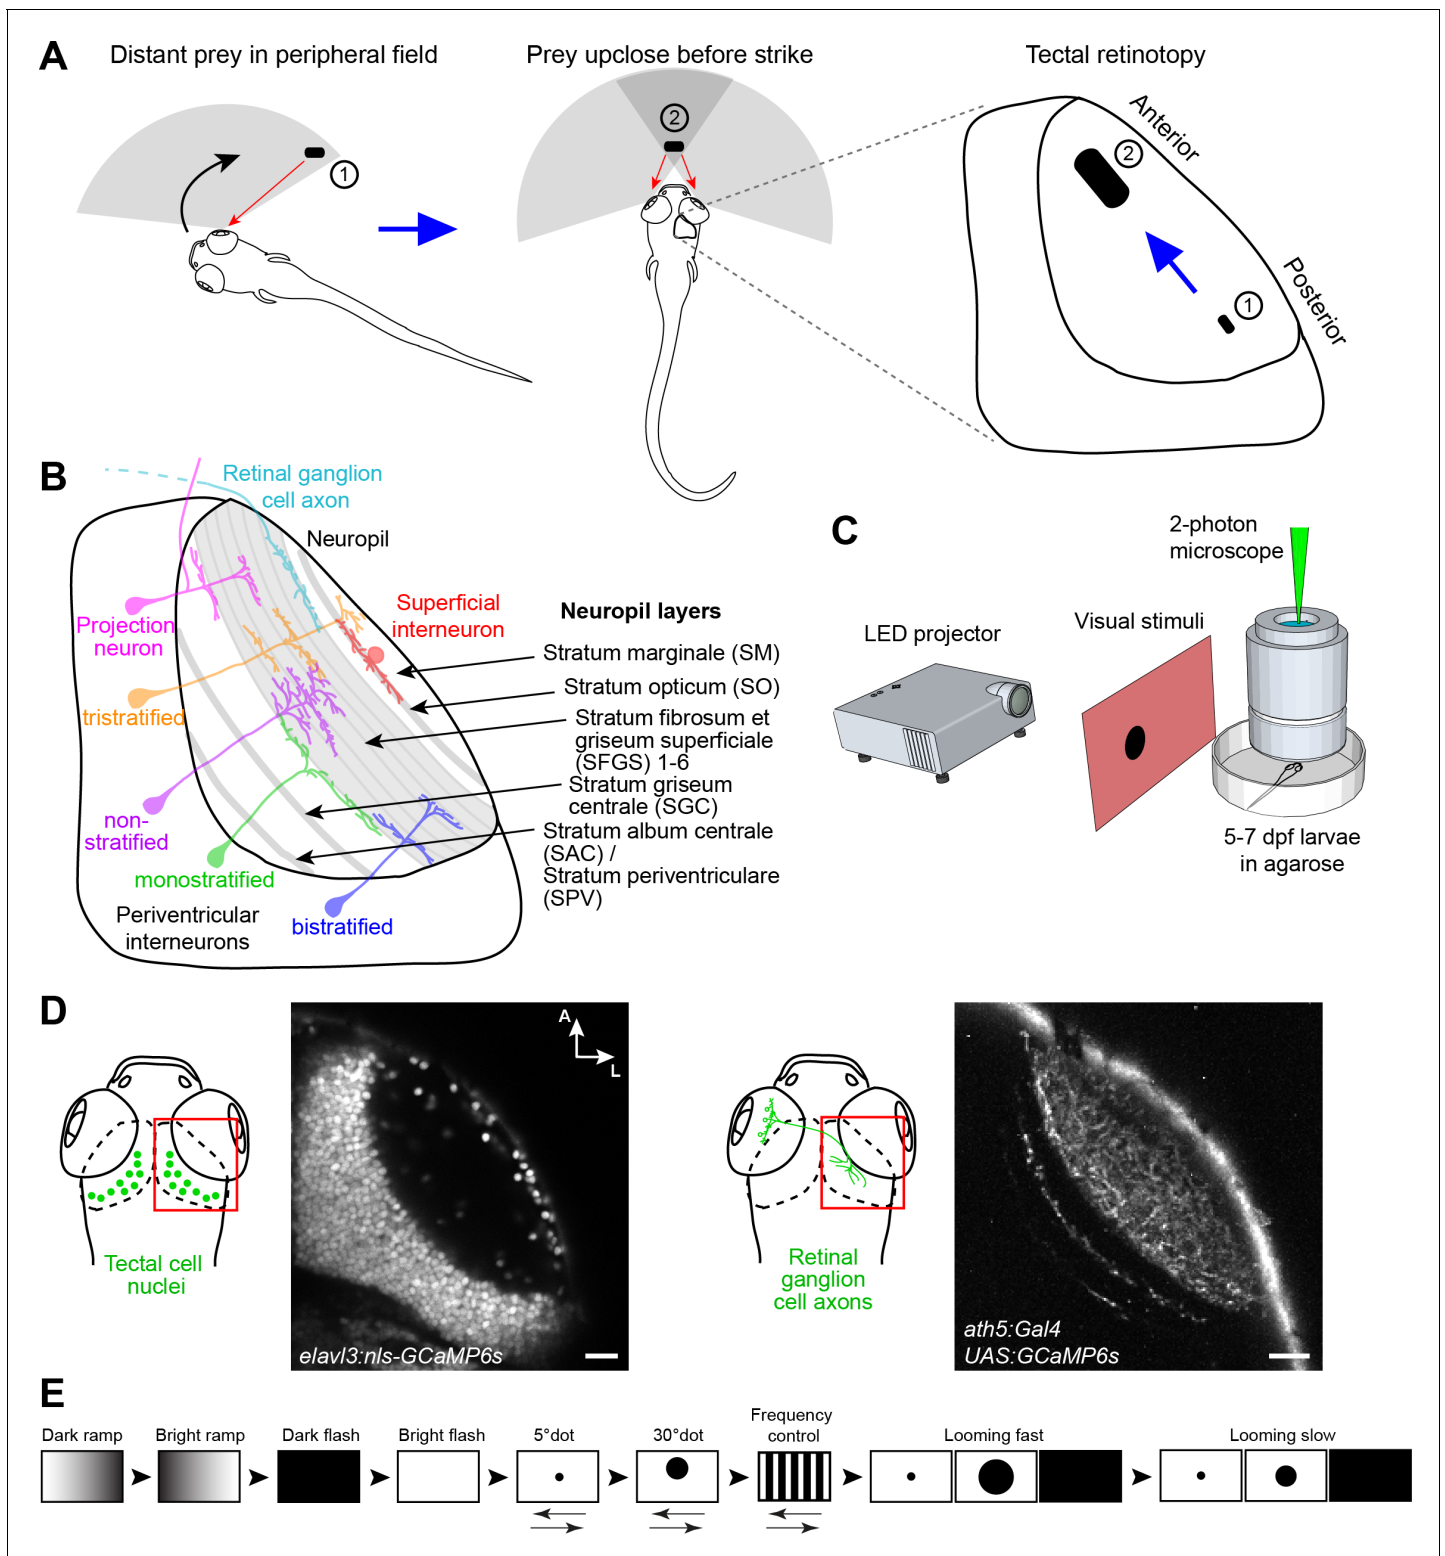 A
Distant prey in peripheral field
Prey upclose before strike
Tectal retinotopy
1
2
Anterior
2
1
Posterior
B
Retinal ganglion
cell axon
Neuropil
Projection
neuron
Superficial
interneuron
tristratified
non-
stratified
monostratified
Periventricular
interneurons
bistratified
Neuropil layers
Stratum marginale (SM)
Stratum opticum (SO)
Stratum fibrosum et
griseum superficiale
(SFGS) 1-6
Stratum griseum
centrale (SGC)
Stratum album centrale
(SAC) /
Stratum periventriculare
(SPV)
C
2-photon
microscope
LED projector
Visual stimuli
5-7 dpf larvae
in agarose
D
Tectal cell
nuclei
A
L
elavl3:nls-GCaMP6s
Retinal
ganglion
cell axons
ath5:Gal4
UAS:GCaMP6s
E
Dark ramp
Bright ramp
Dark flash
Bright flash
5°dot
30°dot
Frequency
control
Looming fast
Looming slow